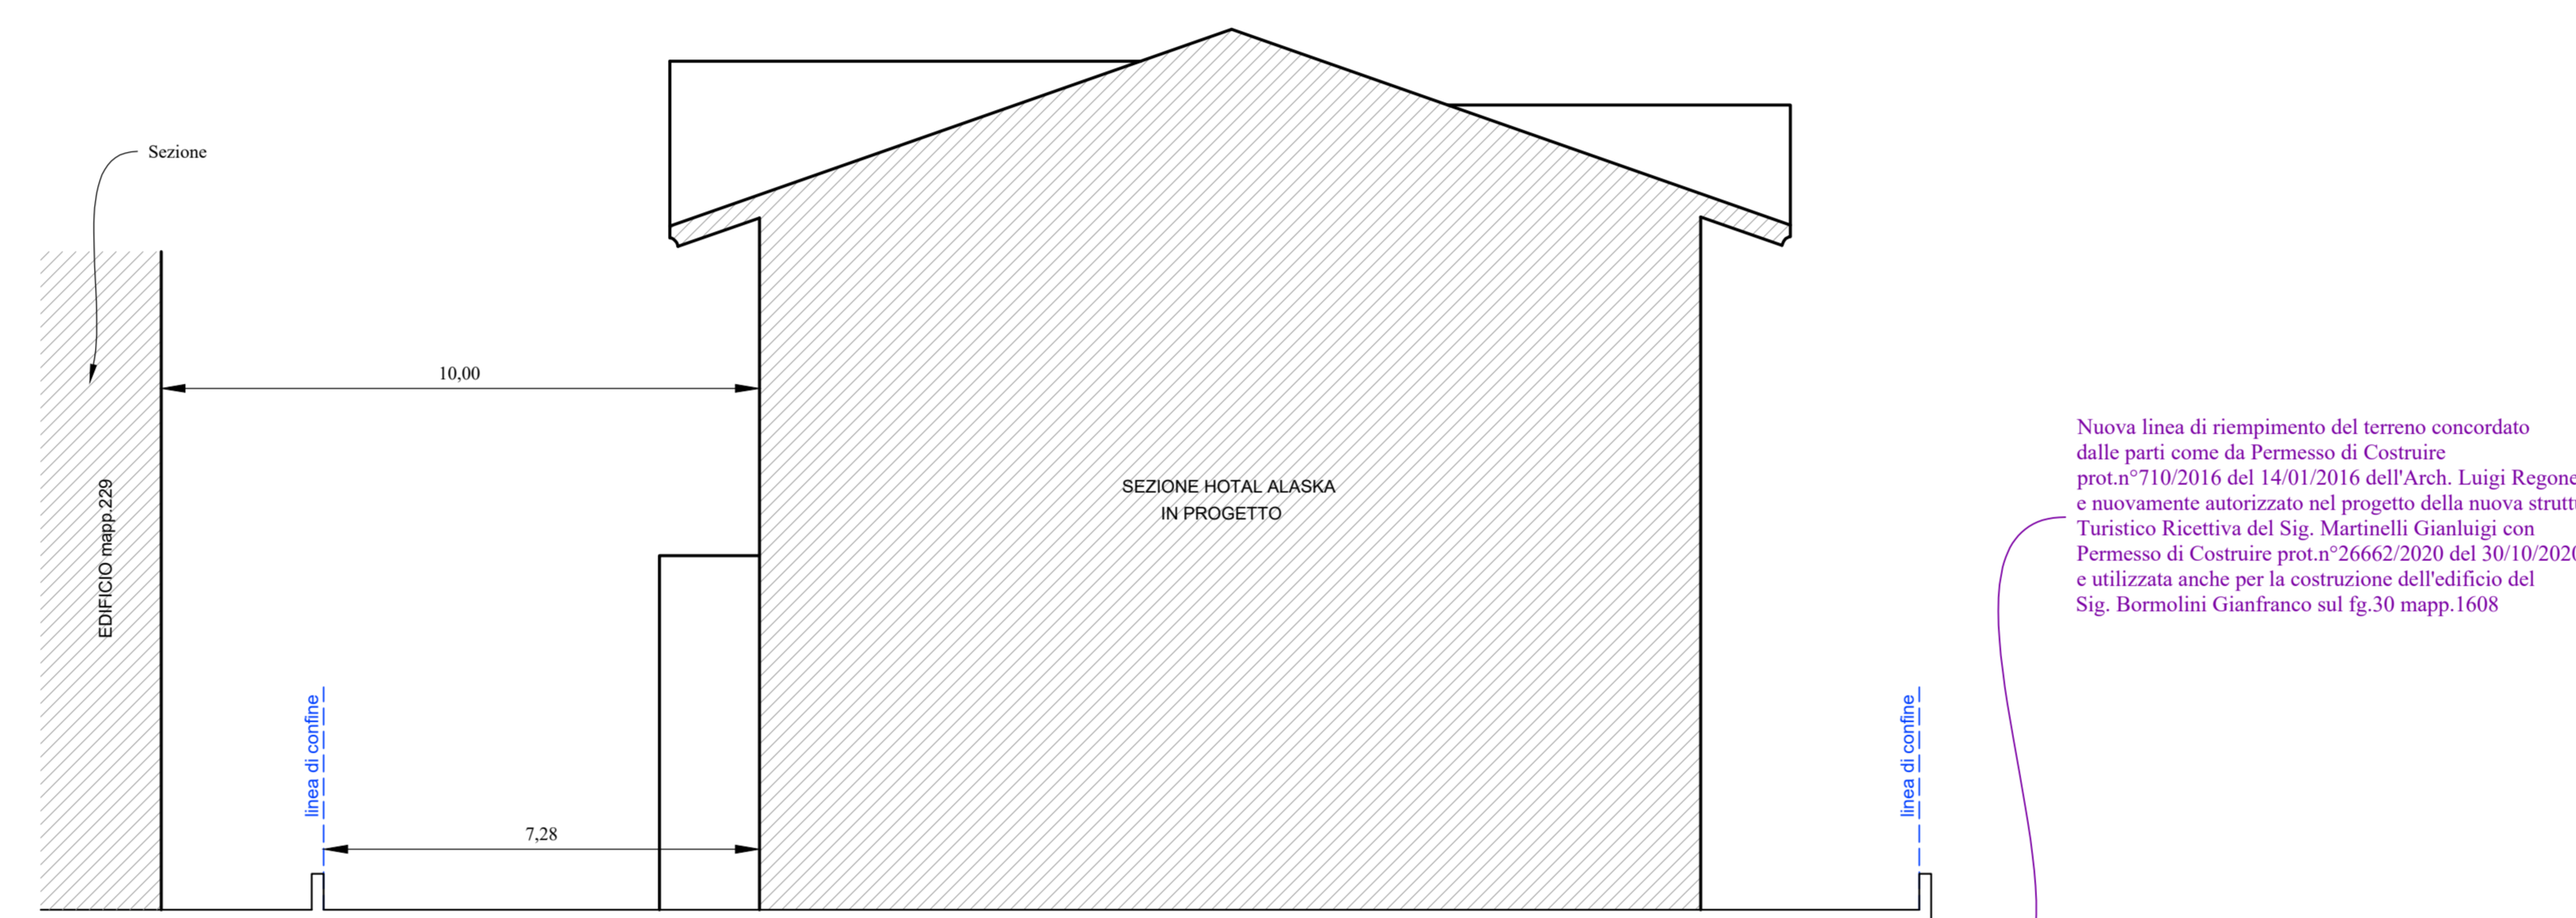 Sezione
10,00
EDIFICIO mapp.229
SEZIONE HOTAL ALASKA
IN PROGETTO
linea di confine
7,28
linea di confine
Nuova linea di riempimento del terreno concordato
dalle parti come da Permesso di Costruire
prot.n°710/2016 del 14/01/2016 dell'Arch. Luigi
e nuovamente autorizzato nel progetto della nuova
Turistico Ricettiva del Sig. Martinelli Gianluigi con
Permesso di Costruire prot.n°26662/2020 del 30/10/2020
e utilizzata anche per la costruzione dell'edificio del
Sig. Bormolini Gianfranco sul fg.30 mapp.1608